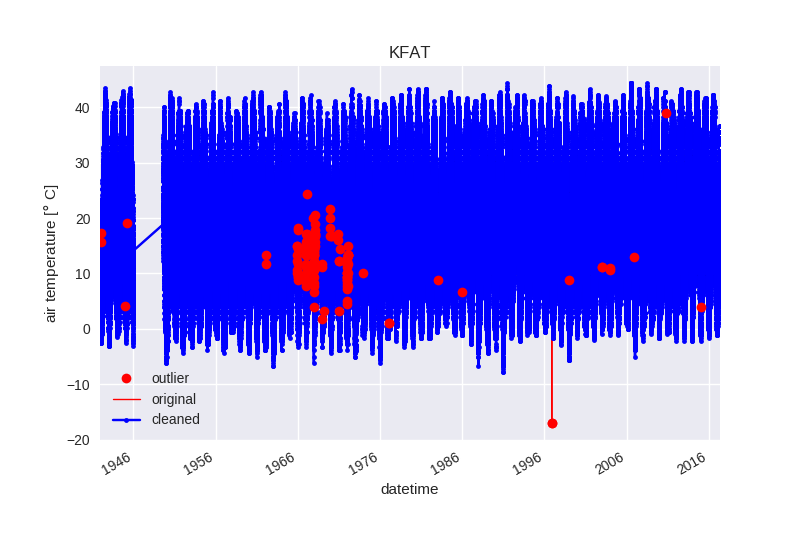 KFAT
air temperature [° C]
40
30
20
10
0
−10
−20
outlier
original
cleaned
1946
1956
1966
1976
1986
1996
2006
2016
datetime